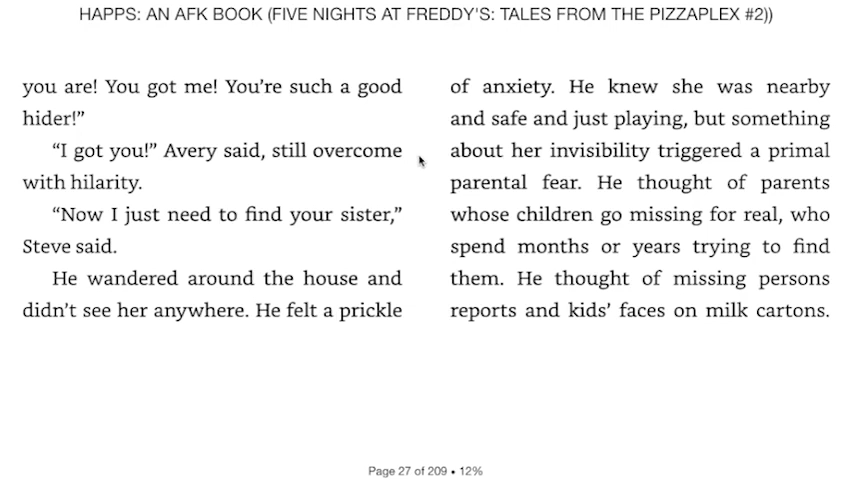 HAPPS: AN AFK BOOK (FIVE NIGHTS AT FREDDY'S: TALES FROM THE PIZZAPLEX #2))
you are! You got me! You’re such a good
hider!”
“I got you!” Avery said, still overcome
with hilarity.
“Now I just need to find your sister,”
Steve said.
He wandered around the house and
didn’t see her anywhere. He felt a prickle
of anxiety. He knew she was nearby
and safe and just playing, but something
about her invisibility triggered a primal
parental fear. He thought of parents
whose children go missing for real, who
spend months or years trying to find
them. He thought of missing persons
reports and kids’ faces on milk cartons.
Page 27 of 209 • 12%